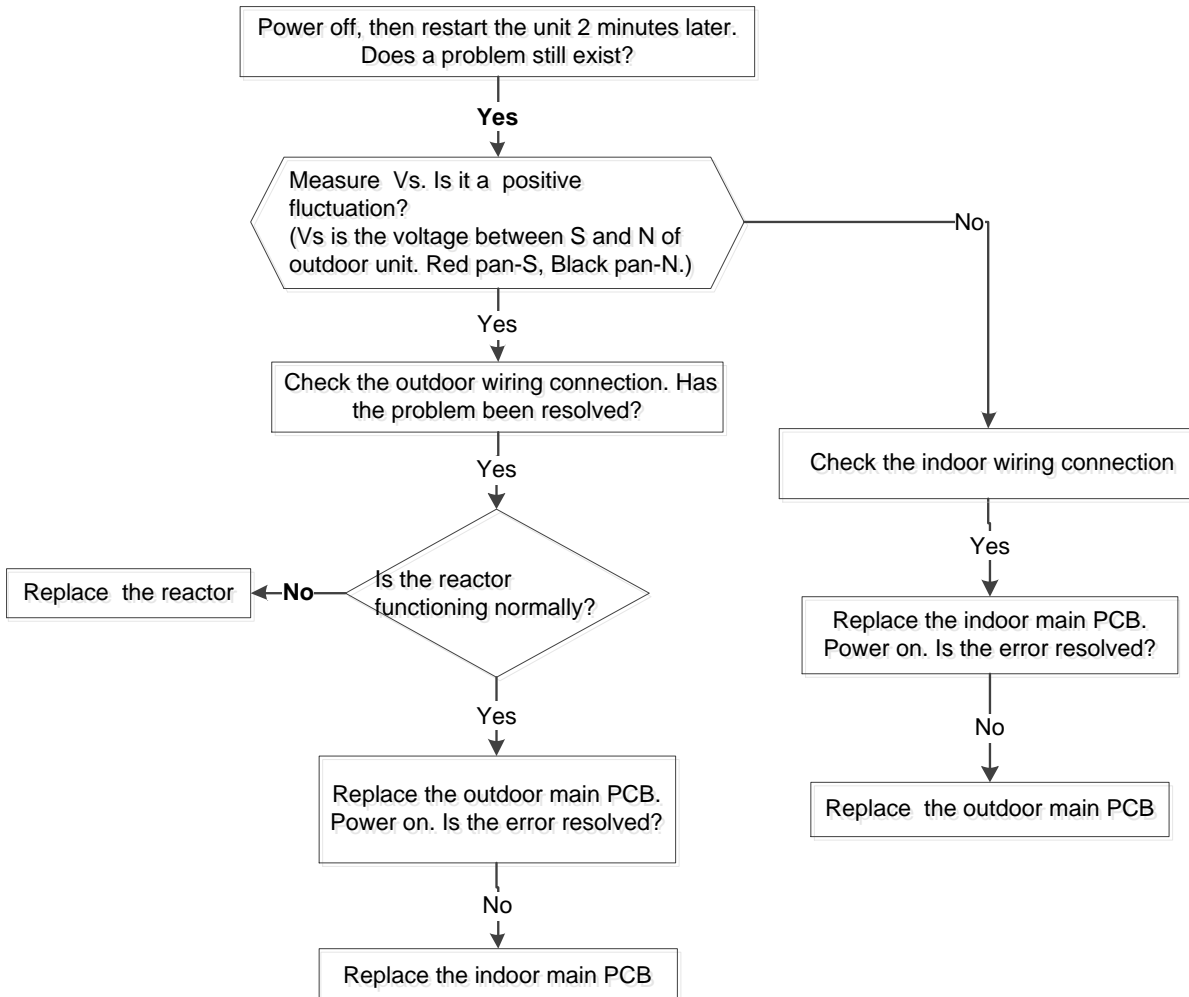 Power off, then restart the unit 2 minutes later.
Does a problem still exist?
Yes
Measure Vs. Is it a positive
fluctuation?
(Vs is the voltage between S and N of
outdoor unit. Red pan-S, Black pan-N.)
No
Yes
Check the outdoor wiring connection. Has
the problem been resolved?
Check the indoor wiring connection
Yes
Yes
Is the reactor
functioning normally?
No
Replace the reactor
Replace the indoor main PCB.
Power on. Is the error resolved?
Yes
No
Replace the outdoor main PCB.
Power on. Is the error resolved?
Replace the outdoor main PCB
No
Replace the indoor main PCB